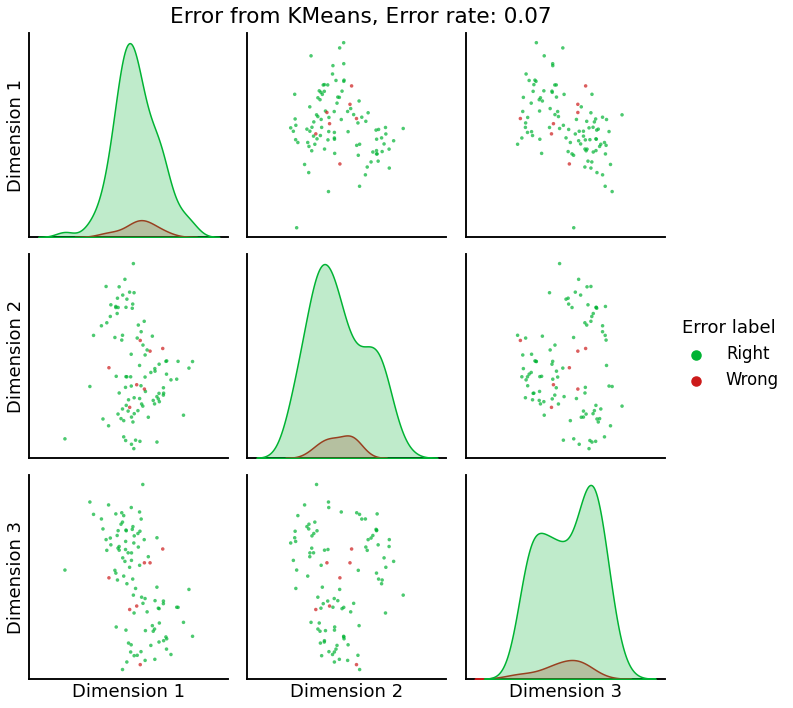 Error from KMeans, Error rate: 0.07
Dimension 1
Dimension 2
Dimension 3
Error label
Right
Wrong
Dimension 1
Dimension 2
Dimension 3